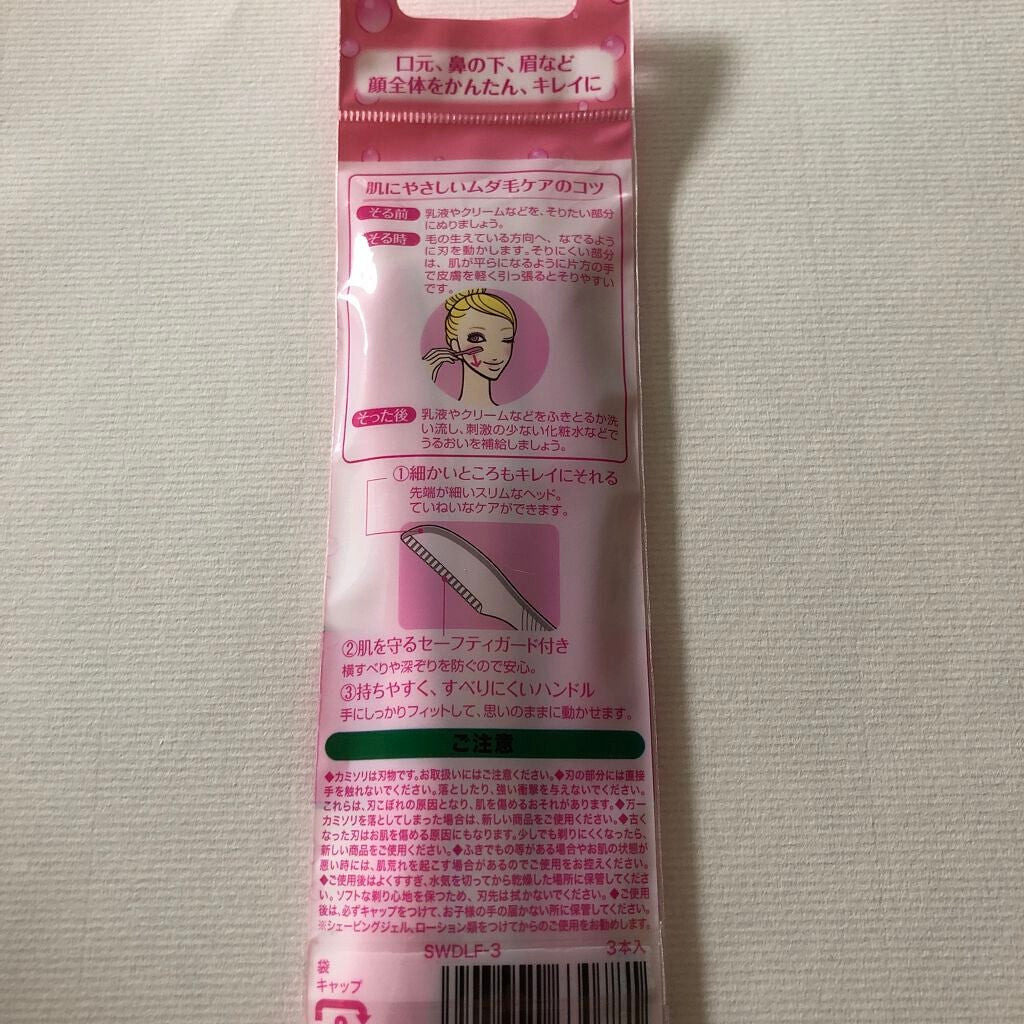 口元、鼻の下、眉など
顔全体をかんたん、キレイに
肌にやさしいムダ毛ケアのコツ
そる前
乳液やクリームなどを、そりたい部分
にぬりましょう。
そる時
毛の生えている方向へ、なでるよう
に刃を動かします。そりにくい部分
は、肌が平らになるように片方の手
で皮膚を軽く引っ張るとそりやすい
です。
そった後
乳液やクリームなどをふきとるか洗
い流し、刺激の少ない化粧水などで
うるおいを補給しましょう。
①細かいところもキレイにそれる
先端が細いスリムなヘッド。
ていねいなケアができます。
②肌を守るセーフティガード付き
横すべりや深ぞりを防ぐので安心。
③持ちやすく、すべりにくいハンドル
手にしっかりフィットして、思いのままに動かせます。
ご注意
◆カミソリは刃物です。お取扱いにはご注意ください。◆刃の部分には直接
手を触れないでください。落としたり、強い衝撃を与えないでください。
これらは、刃こぼれの原因となり、肌を傷めるおそれがあります。◆万一
カミソリを落としてしまった場合は、新しい商品をご使用ください。◆古く
なった刃はお肌を傷める原因にもなります。少しでも剃りにくくなったら、
新しい商品をご使用ください。◆ふきでもの等がある場合やお肌の状態が
悪い時には、肌荒れを起こす場合があるのでご使用をお控えください。
◆ご使用後はよくすすぎ、水気を切ってから乾燥した場所に保管してくださ
い。ソフトな剃り心地を保つため、刃先は拭かないでください。◆ご使用
後は、必ずキャップをつけて、お子様の手の届かない所に保管してください。
※シェービングジェル、ローション類をつけてからのご使用をお勧めします。
SWDLF-3
3本入
袋
キャップ